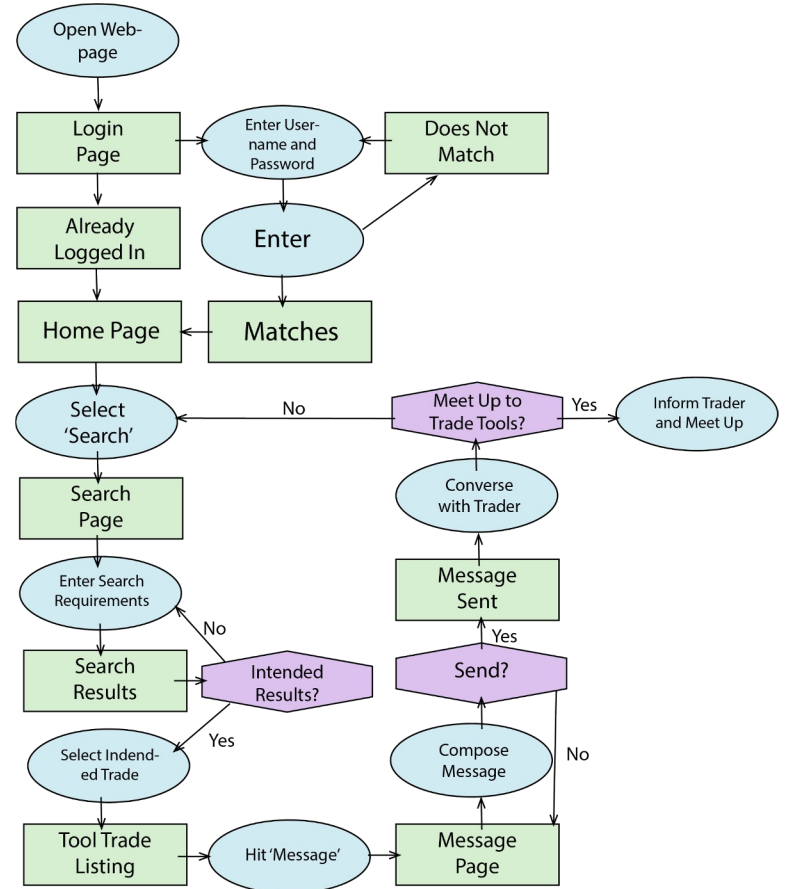 Open Web-
page
Login
Page
Enter User-
name and
Password
Does Not
Match
Already
Logged In
Enter
Home Page
Matches
Select
‘Search’
No
Meet Up to
Trade Tools?
Yes
Inform Trader
and Meet Up
Search
Page
Converse
with Trader
Enter Search
Requirements
Message
Sent
No
Yes
Search
Results
Intended
Results?
Send?
Yes
Select Indend-
ed Trade
Compose
Message
No
Tool Trade
Listing
Hit ‘Message’
Message
Page